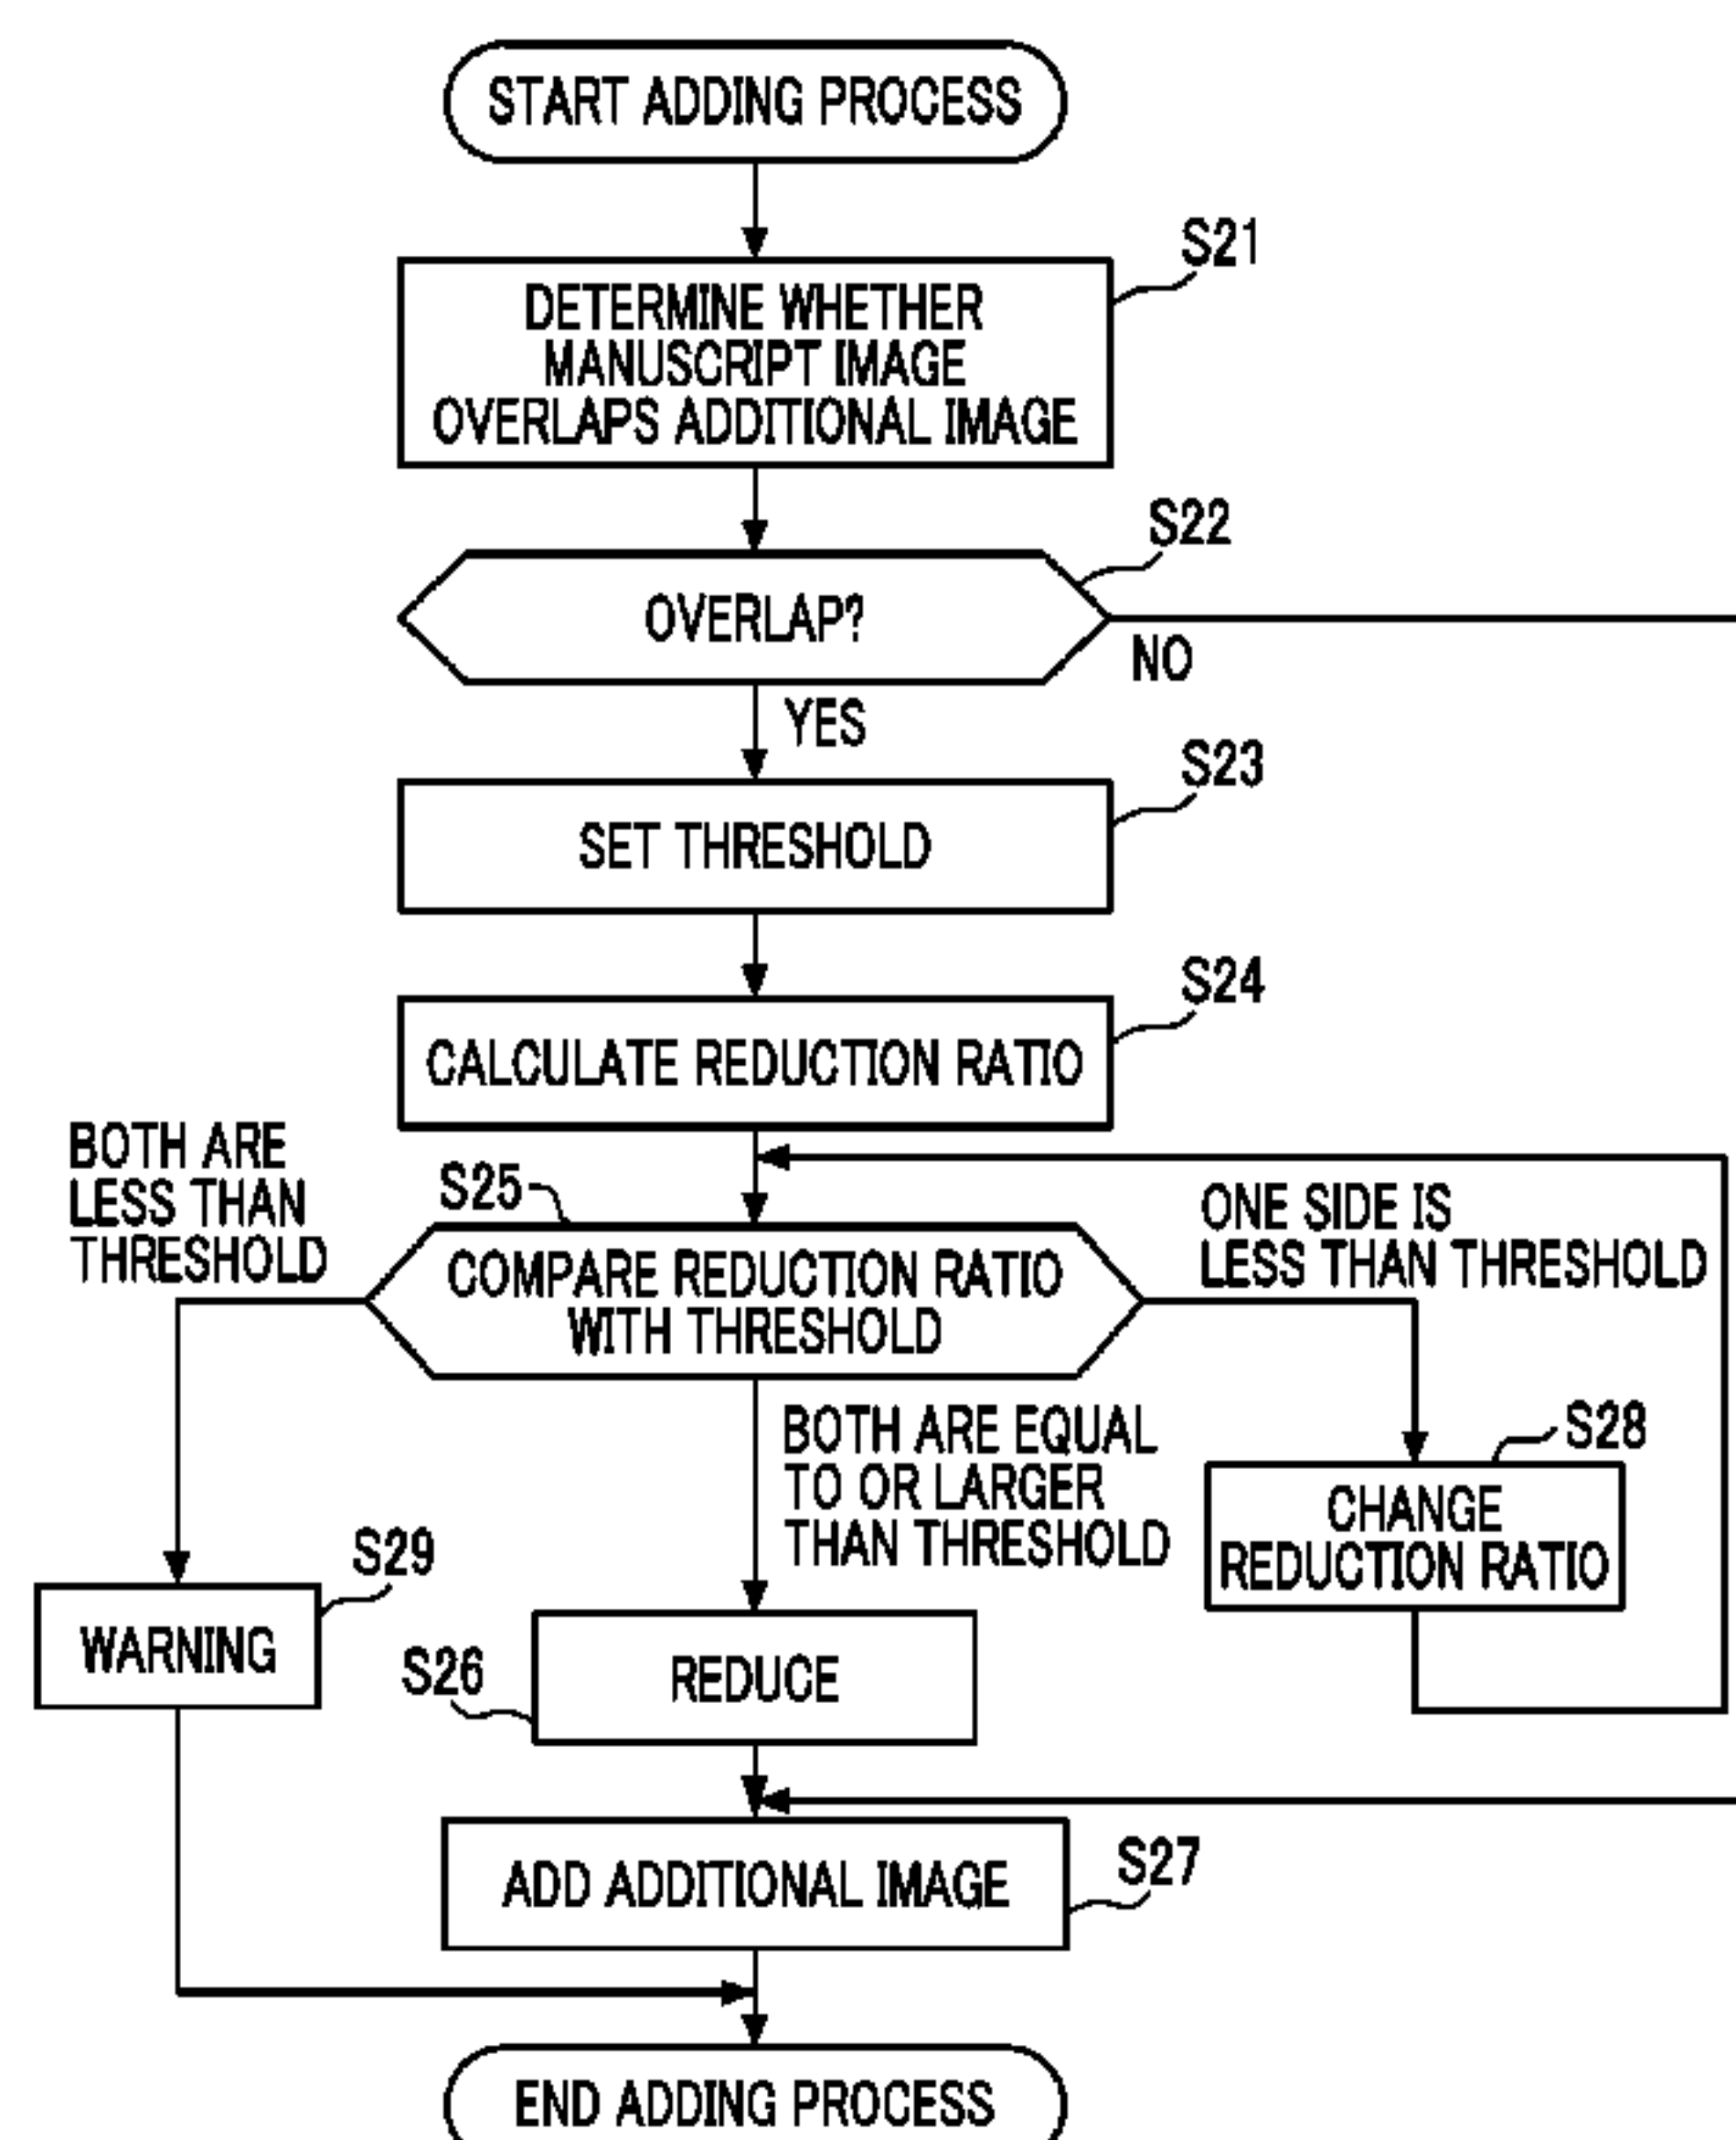 START ADDING PROCESS
S21
DETERMINE WHETHER
MANUSCRIPT IMAGE
OVERLAPS ADDITIONAL IMAGE
S22
OVERLAP?
NO
YES
S23
SET THRESHOLD
S24
CALCULATE REDUCTION RATIO
BOTH ARE
LESS THAN
THRESHOLD
S25
ONE SIDE IS
LESS THAN THRESHOLD
COMPARE REDUCTION RATIO
WITH THRESHOLD
BOTH ARE EQUAL
TO OR LARGER
THAN THRESHOLD
S28
CHANGE
REDUCTION RATIO
S29
WARNING
S26
REDUCE
S27
ADD ADDITIONAL IMAGE
END ADDING PROCESS